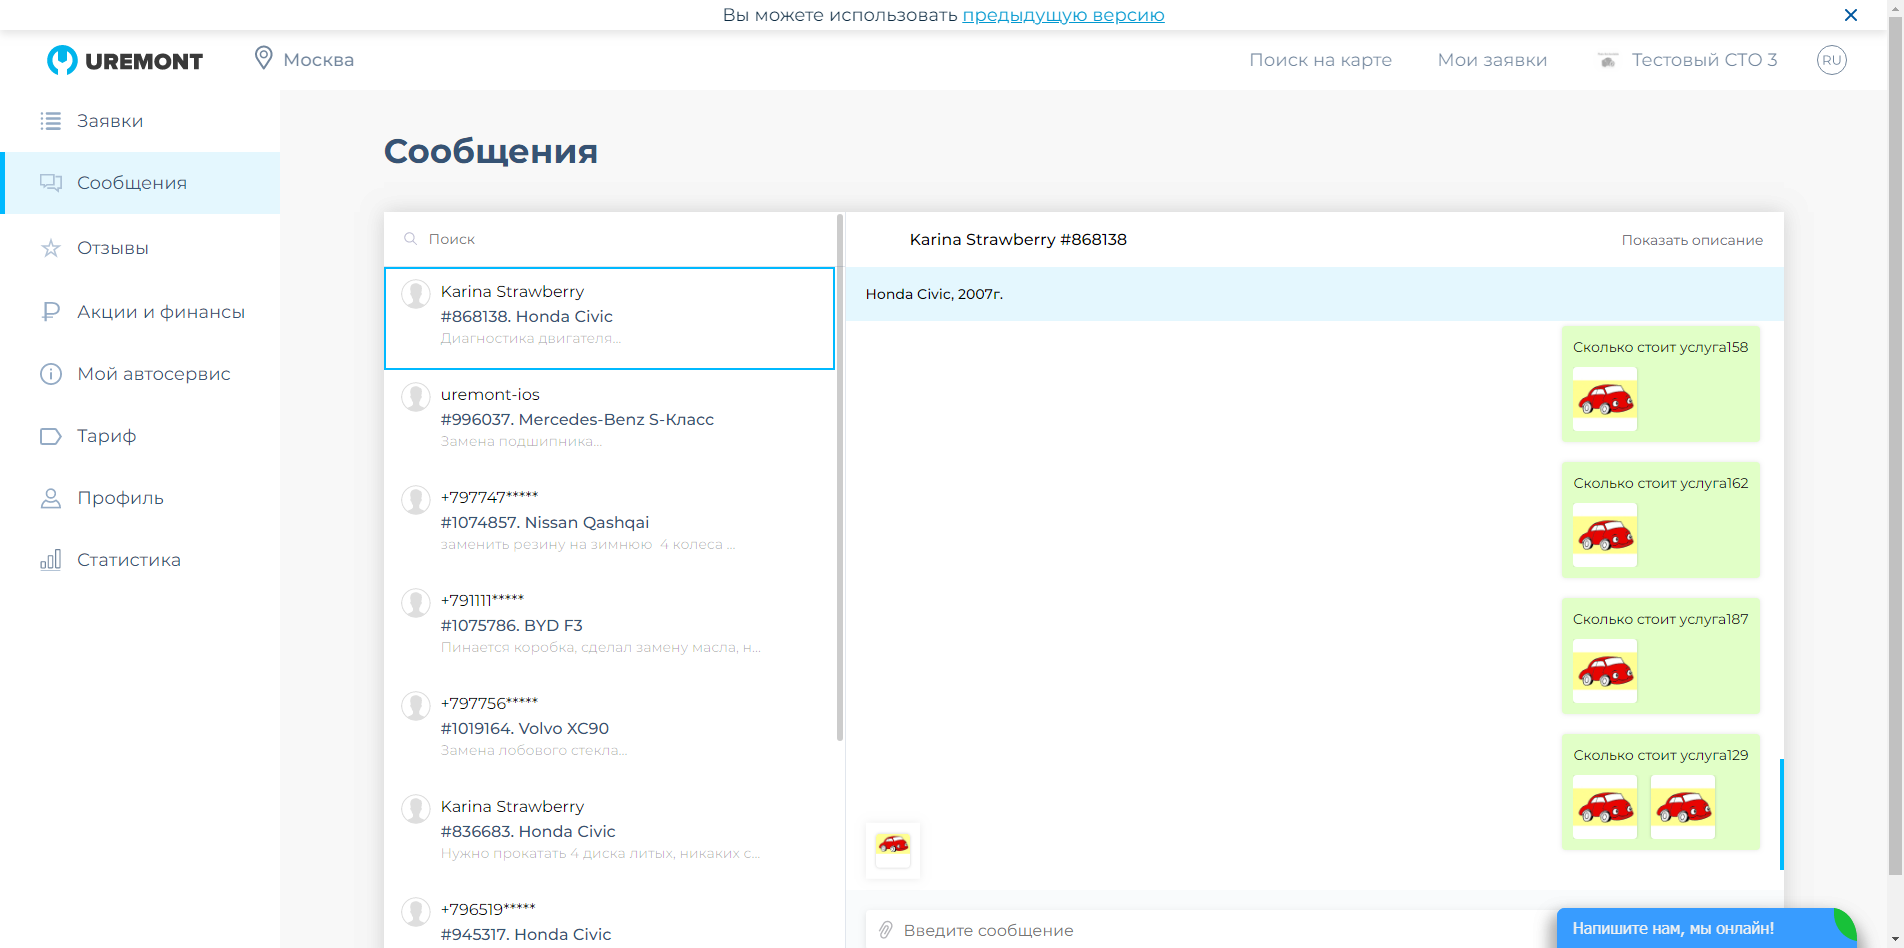 Вы можете использовать предыдущую версию
UREMONT
Москва
Поиск на карте
Мои заявки
Тестовый СТО 3
RU
Заявки
Сообщения
Отзывы
Акции и финансы
Мой автосервис
Тариф
Профиль
Статистика
Сообщения
Поиск
Karina Strawberry
#868138. Honda Civic
Диагностика двигателя...
uremont-ios
#996037. Mercedes-Benz S-Класс
Замена подшипника...
+797747*****
#1074857. Nissan Qashqai
заменить резину на зимнюю 4 колеса ...
+791111*****
#1075786. BYD F3
Пинается коробка, сделал замену масла, н...
+797756*****
#1019164. Volvo XC90
Замена лобового стекла...
Karina Strawberry
#836683. Honda Civic
Нужно прокатать 4 диска литых, никаких с...
+796519*****
#945317. Honda Civic
Karina Strawberry #868138
Показать описание
Honda Civic, 2007г.
Сколько стоит услуга158
Сколько стоит услуга162
Сколько стоит услуга187
Сколько стоит услуга129
Введите сообщение
Напишите нам, мы онлайн!